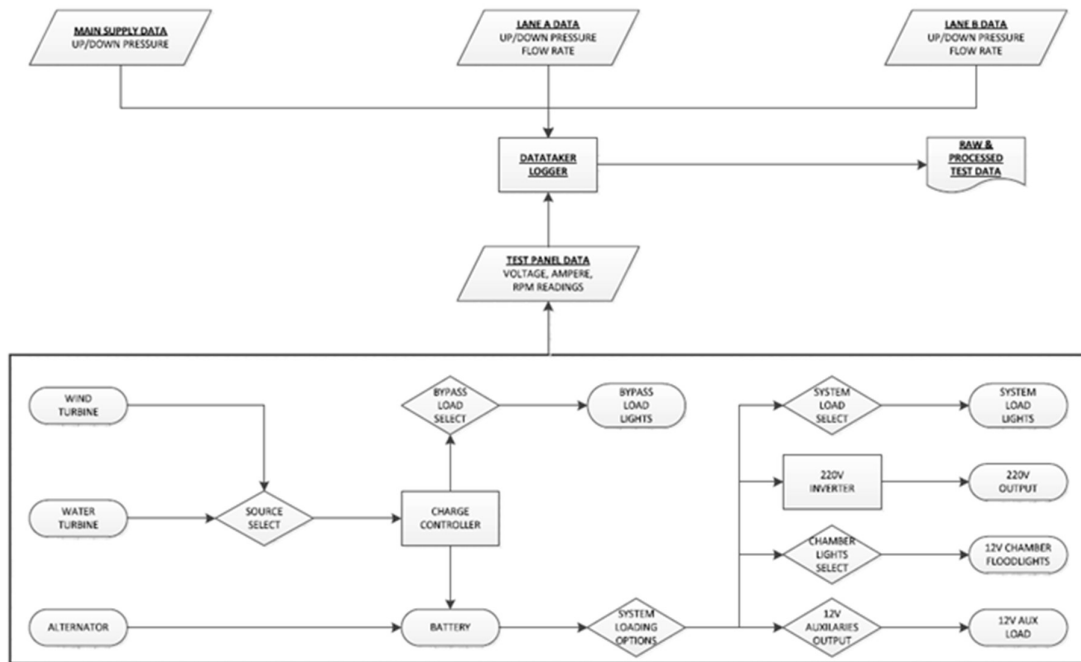 MAIN SUPPLY DATA
UP/DOWN PRESSURE
LANE A DATA
UP/DOWN PRESSURE
FLOW RATE
LANE B DATA
UP/DOWN PRESSURE
FLOW RATE
DATATAKER
LOGGER
RAW &
PROCESSED
TEST DATA
TEST PANEL DATA
VOLTAGE, AMPERE,
RPM READINGS
WIND
TURBINE
BYPASS
LOAD
SELECT
BYPASS
LOAD
LIGHTS
SYSTEM
LOAD
SELECT
SYSTEM
LOAD
LIGHTS
220V
INVERTER
220V
OUTPUT
WATER
TURBINE
SOURCE
SELECT
CHARGE
CONTROLLER
CHAMBER
LIGHTS
SELECT
12V CHAMBER
FLOODLIGHTS
ALTERNATOR
BATTERY
SYSTEM
LOADING
OPTIONS
12V
AUXILARIES
OUTPUT
12V AUX
LOAD